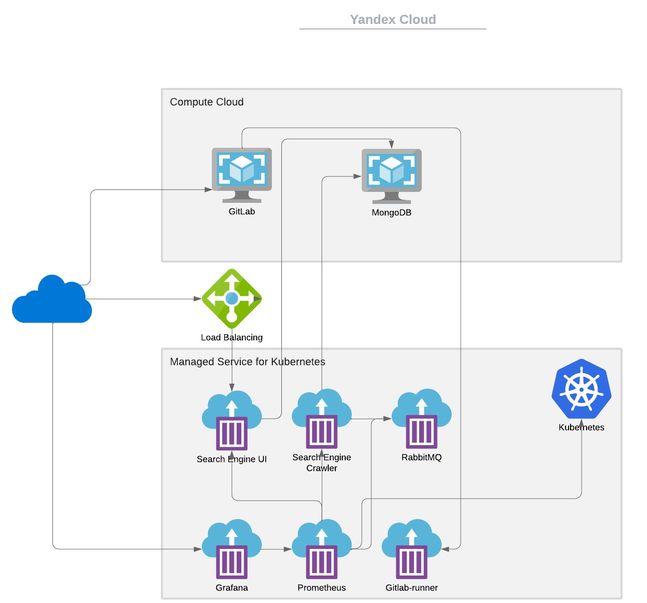 Yandex Cloud
Compute Cloud
GitLab
MongoDB
Load Balancing
Managed Service for Kubernetes
Kubernetes
Search Engine UI
Search Engine
Crawler
RabbitMQ
Grafana
Prometheus
Gitlab-runner